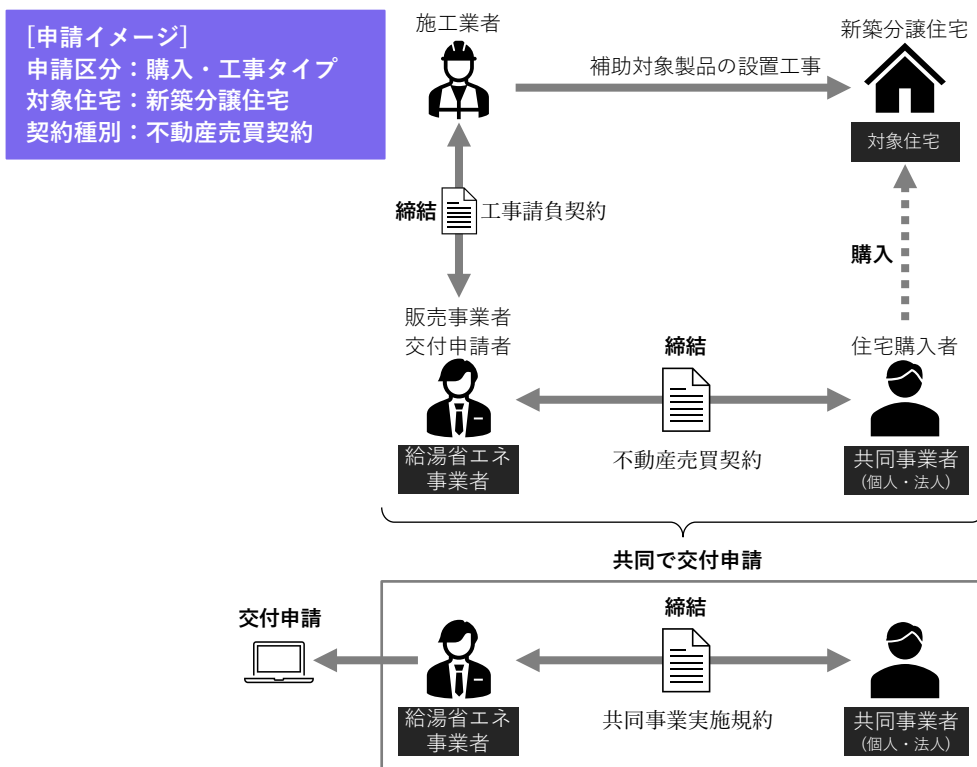 [申請イメージ]
申請区分：購入・工事タイプ
対象住宅：新築分譲住宅
契約種別：不動産売買契約
施工業者
新築分譲住宅
補助対象製品の設置工事
対象住宅
締結
工事請負契約
購入
販売事業者
交付申請者
締結
住宅購入者
給湯省エネ
事業者
不動産売買契約
共同事業者
（個人・法人）
共同で交付申請
交付申請
締結
給湯省エネ
事業者
共同事業実施規約
共同事業者
（個人・法人）